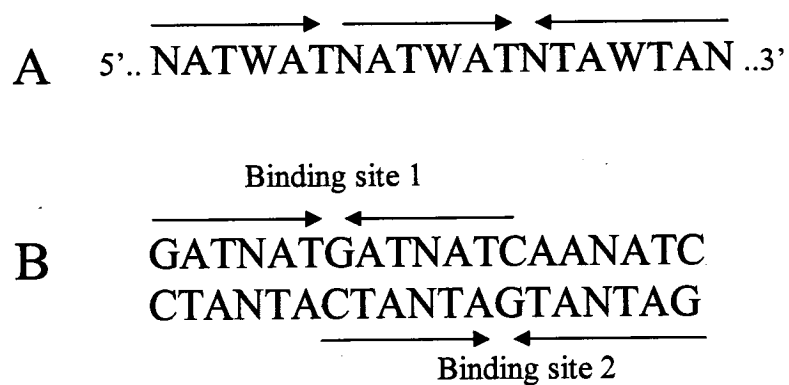 A 5'.. NATWATNATWATNTAWTAN ..3'
Binding site 1
B GATNATGATNATCAANATC
CTANTACTANTAGTANTAG
Binding site 2